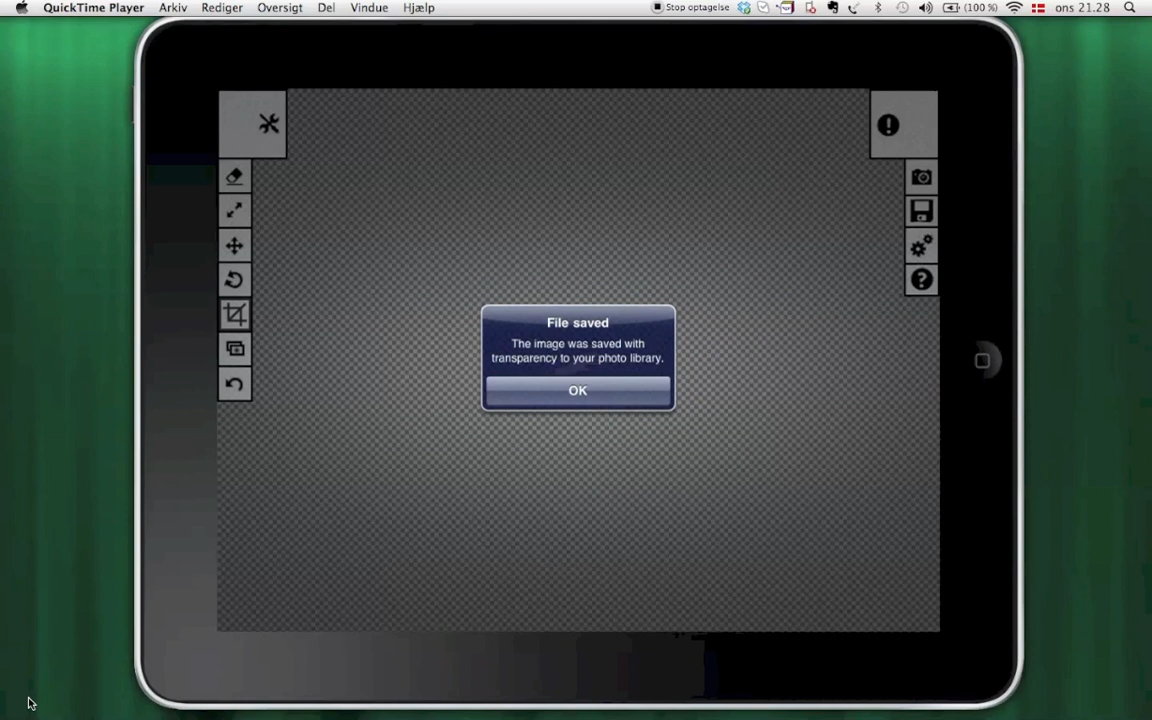 QuickTime Player Arkiv Rediger Oversigt Del Vindue Hjælp Stop optagelse (100 %) ons 21.28
File saved
The image was saved with
transparency to your photo library.
OK